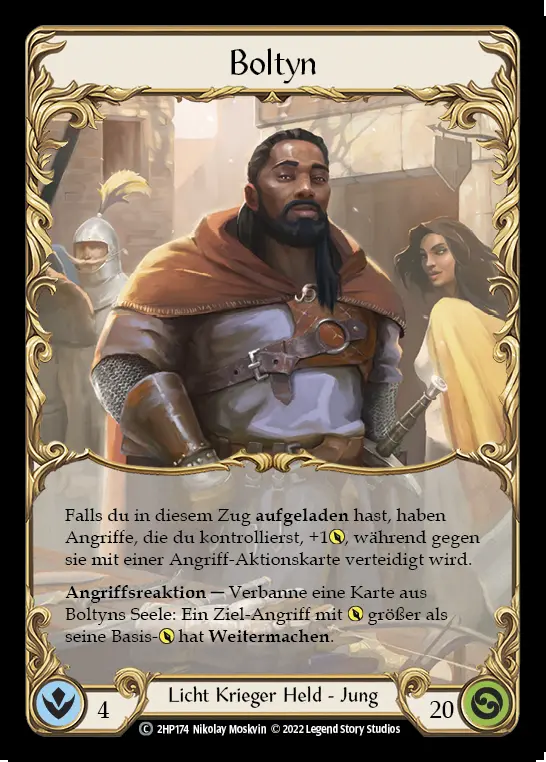 Boltyn
Falls du in diesem Zug aufgeladen hast, haben
Angriffe, die du kontrollierst, +1, während gegen
sie mit einer Angriff-Aktionskarte verteidigt wird.
Angriffsreaktion — Verbanne eine Karte aus
Boltyns Seele: Ein Ziel-Angriff mit größer als
seine Basis- hat Weitermachen.
4
Licht Krieger Held - Jung
20
C 2HP174 Nikolay Moskvin © 2022 Legend Story Studios